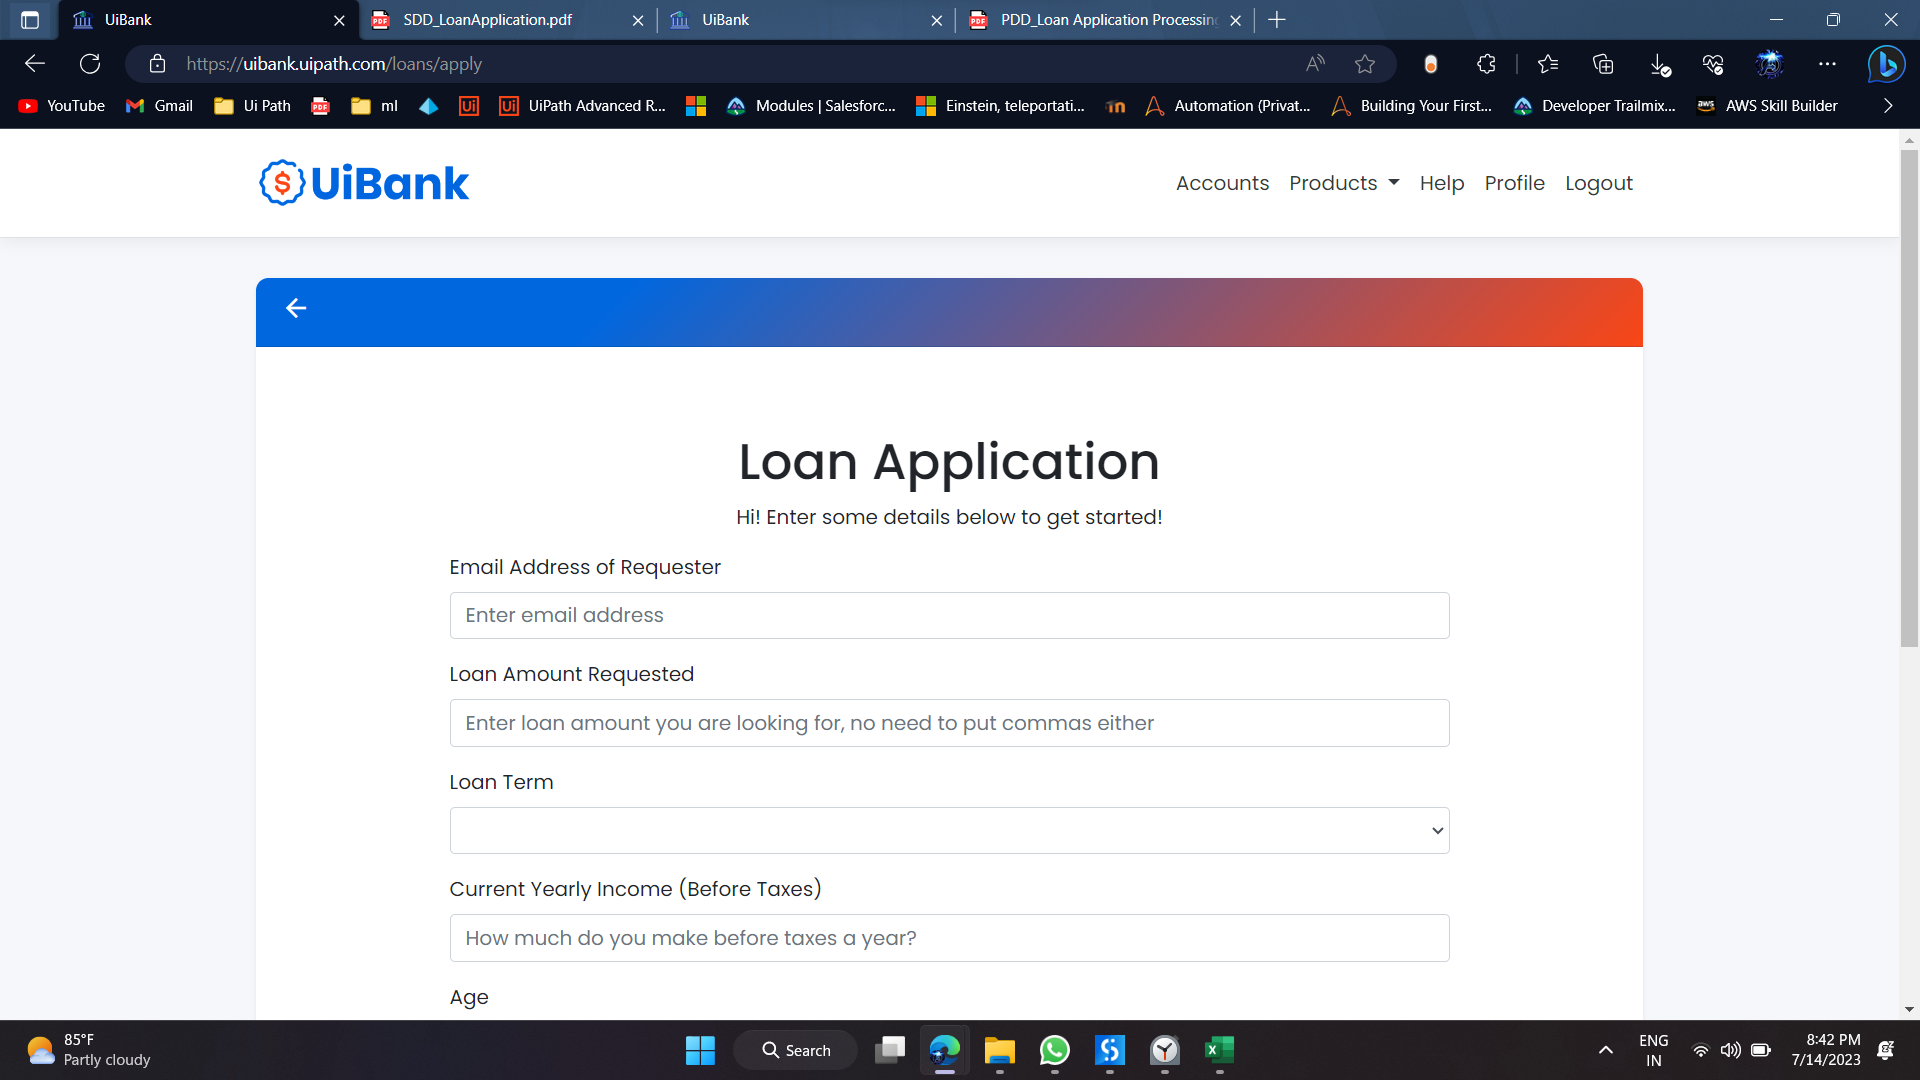 UiBank
SDD_LoanApplication.pdf
UiBank
PDD_Loan Application Processing
https://uibank.uipath.com/loans/apply
YouTube
Gmail
Ui Path
ml
UiPath Advanced R...
Modules | Salesforc...
Einstein, teleportati...
Automation (Privat...
Building Your First...
Developer Trailmix...
AWS Skill Builder
UiBank
Accounts
Products
Help
Profile
Logout
Loan Application
Hi! Enter some details below to get started!
Email Address of Requester
Enter email address
Loan Amount Requested
Enter loan amount you are looking for, no need to put commas either
Loan Term
Current Yearly Income (Before Taxes)
How much do you make before taxes a year?
Age
85°F
Partly cloudy
Search
ENG
IN
8:42 PM
7/14/2023